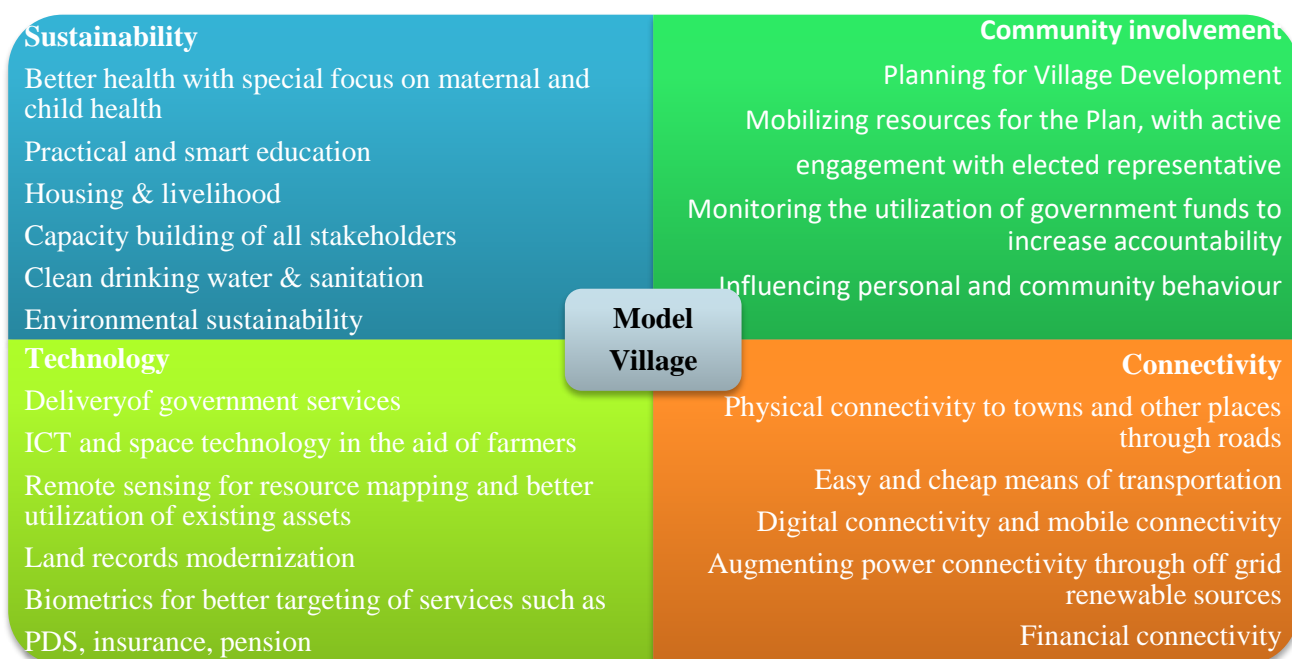 Sustainability
Better health with special focus on maternal and
child health
Practical and smart education
Housing & livelihood
Capacity building of all stakeholders
Clean drinking water & sanitation
Environmental sustainability
Community involvement
Planning for Village Development
Mobilizing resources for the Plan, with active
engagement with elected representative
Monitoring the utilization of government funds to
increase accountability
Influencing personal and community behaviour
Model
Village
Technology
Deliveryof government services
ICT and space technology in the aid of farmers
Remote sensing for resource mapping and better
utilization of existing assets
Land records modernization
Biometrics for better targeting of services such as
PDS, insurance, pension
Connectivity
Physical connectivity to towns and other places
through roads
Easy and cheap means of transportation
Digital connectivity and mobile connectivity
Augmenting power connectivity through off grid
renewable sources
Financial connectivity